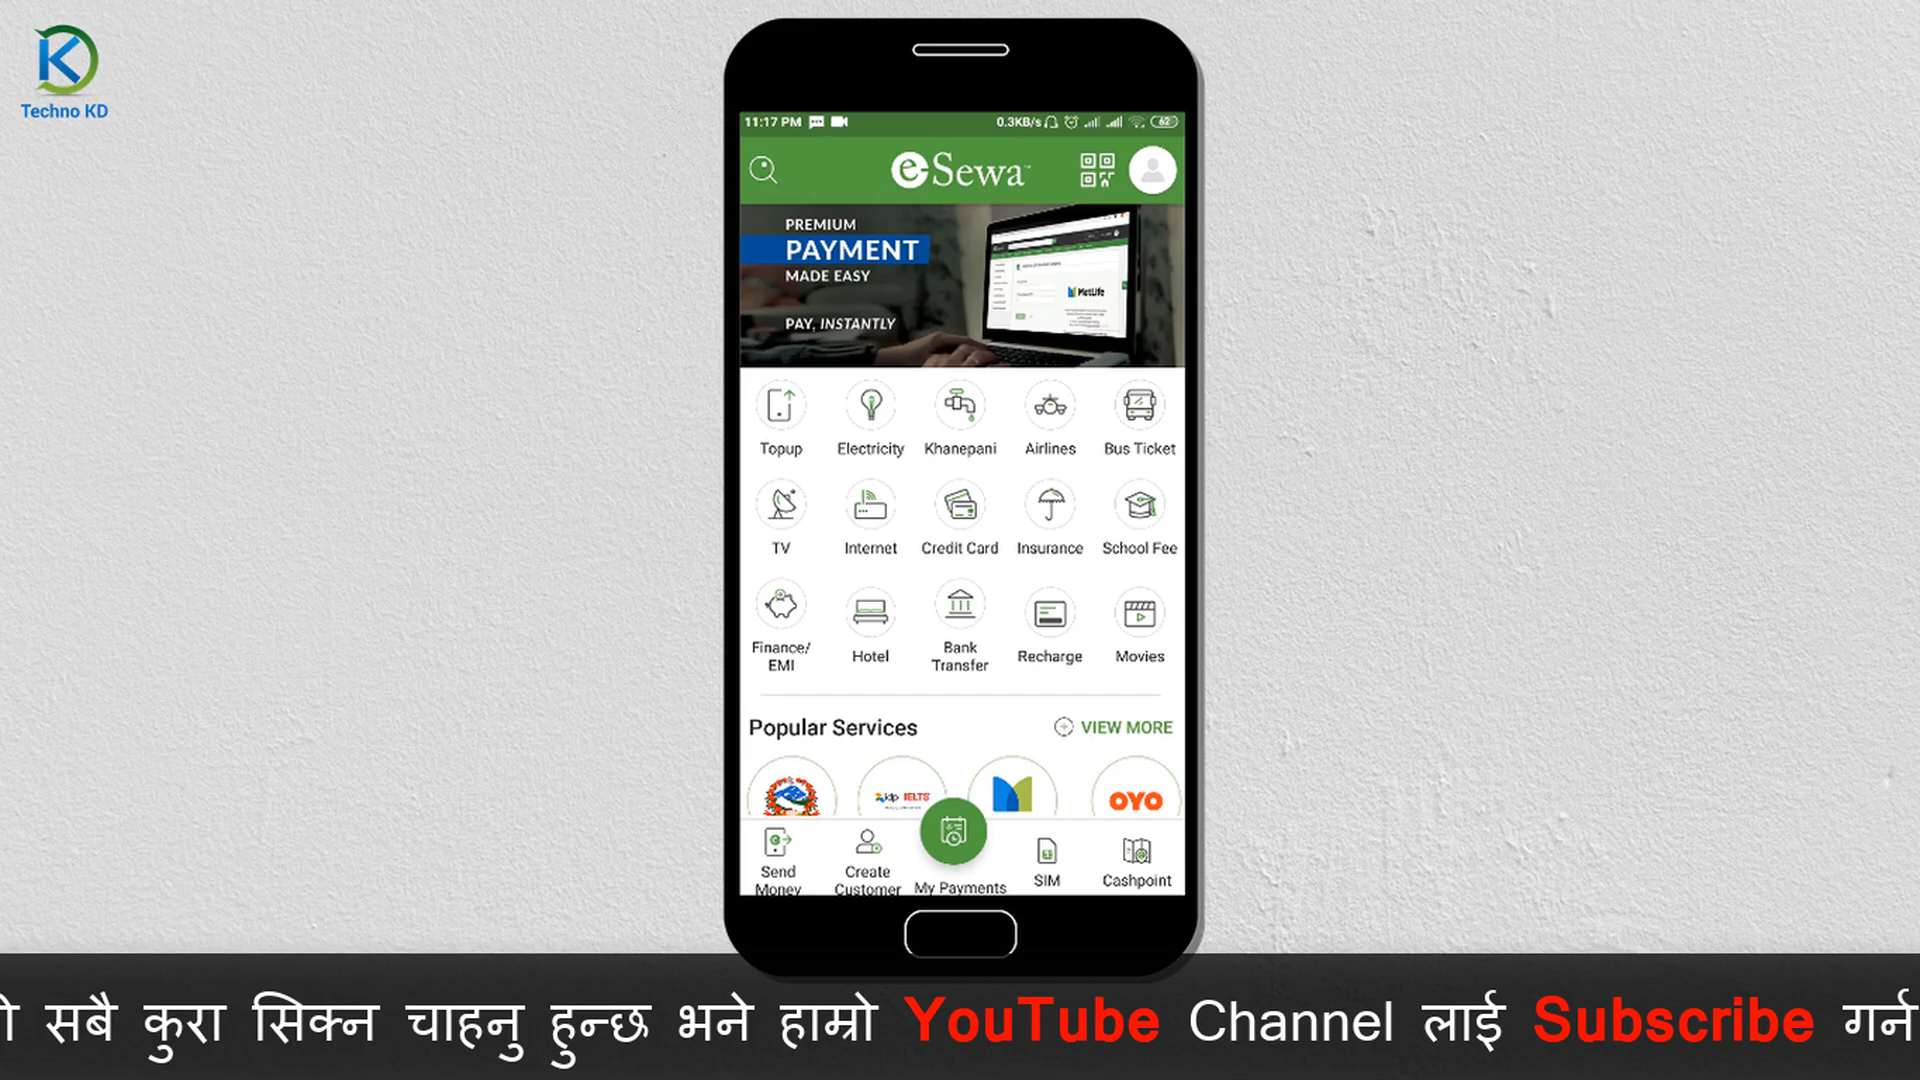 Techno KD
11:17 PM
0.3KB/s
62
eSewa
PREMIUM
PAYMENT
MADE EASY
PAY, INSTANTLY
MetLife
Topup Electricity Khanepani Airlines Bus Ticket
TV Internet Credit Card Insurance School Fee
Finance/
EMI
Hotel
Bank
Transfer
Recharge
Movies
Popular Services
VIEW MORE
idp IELTS
OYO
Send
Money
Create
Customer
My Payments
SIM
Cashpoint
सबै कुरा सिक्न चाहनु हुन्छ भने हाम्रो YouTube Channel लाई Subscribe गर्न